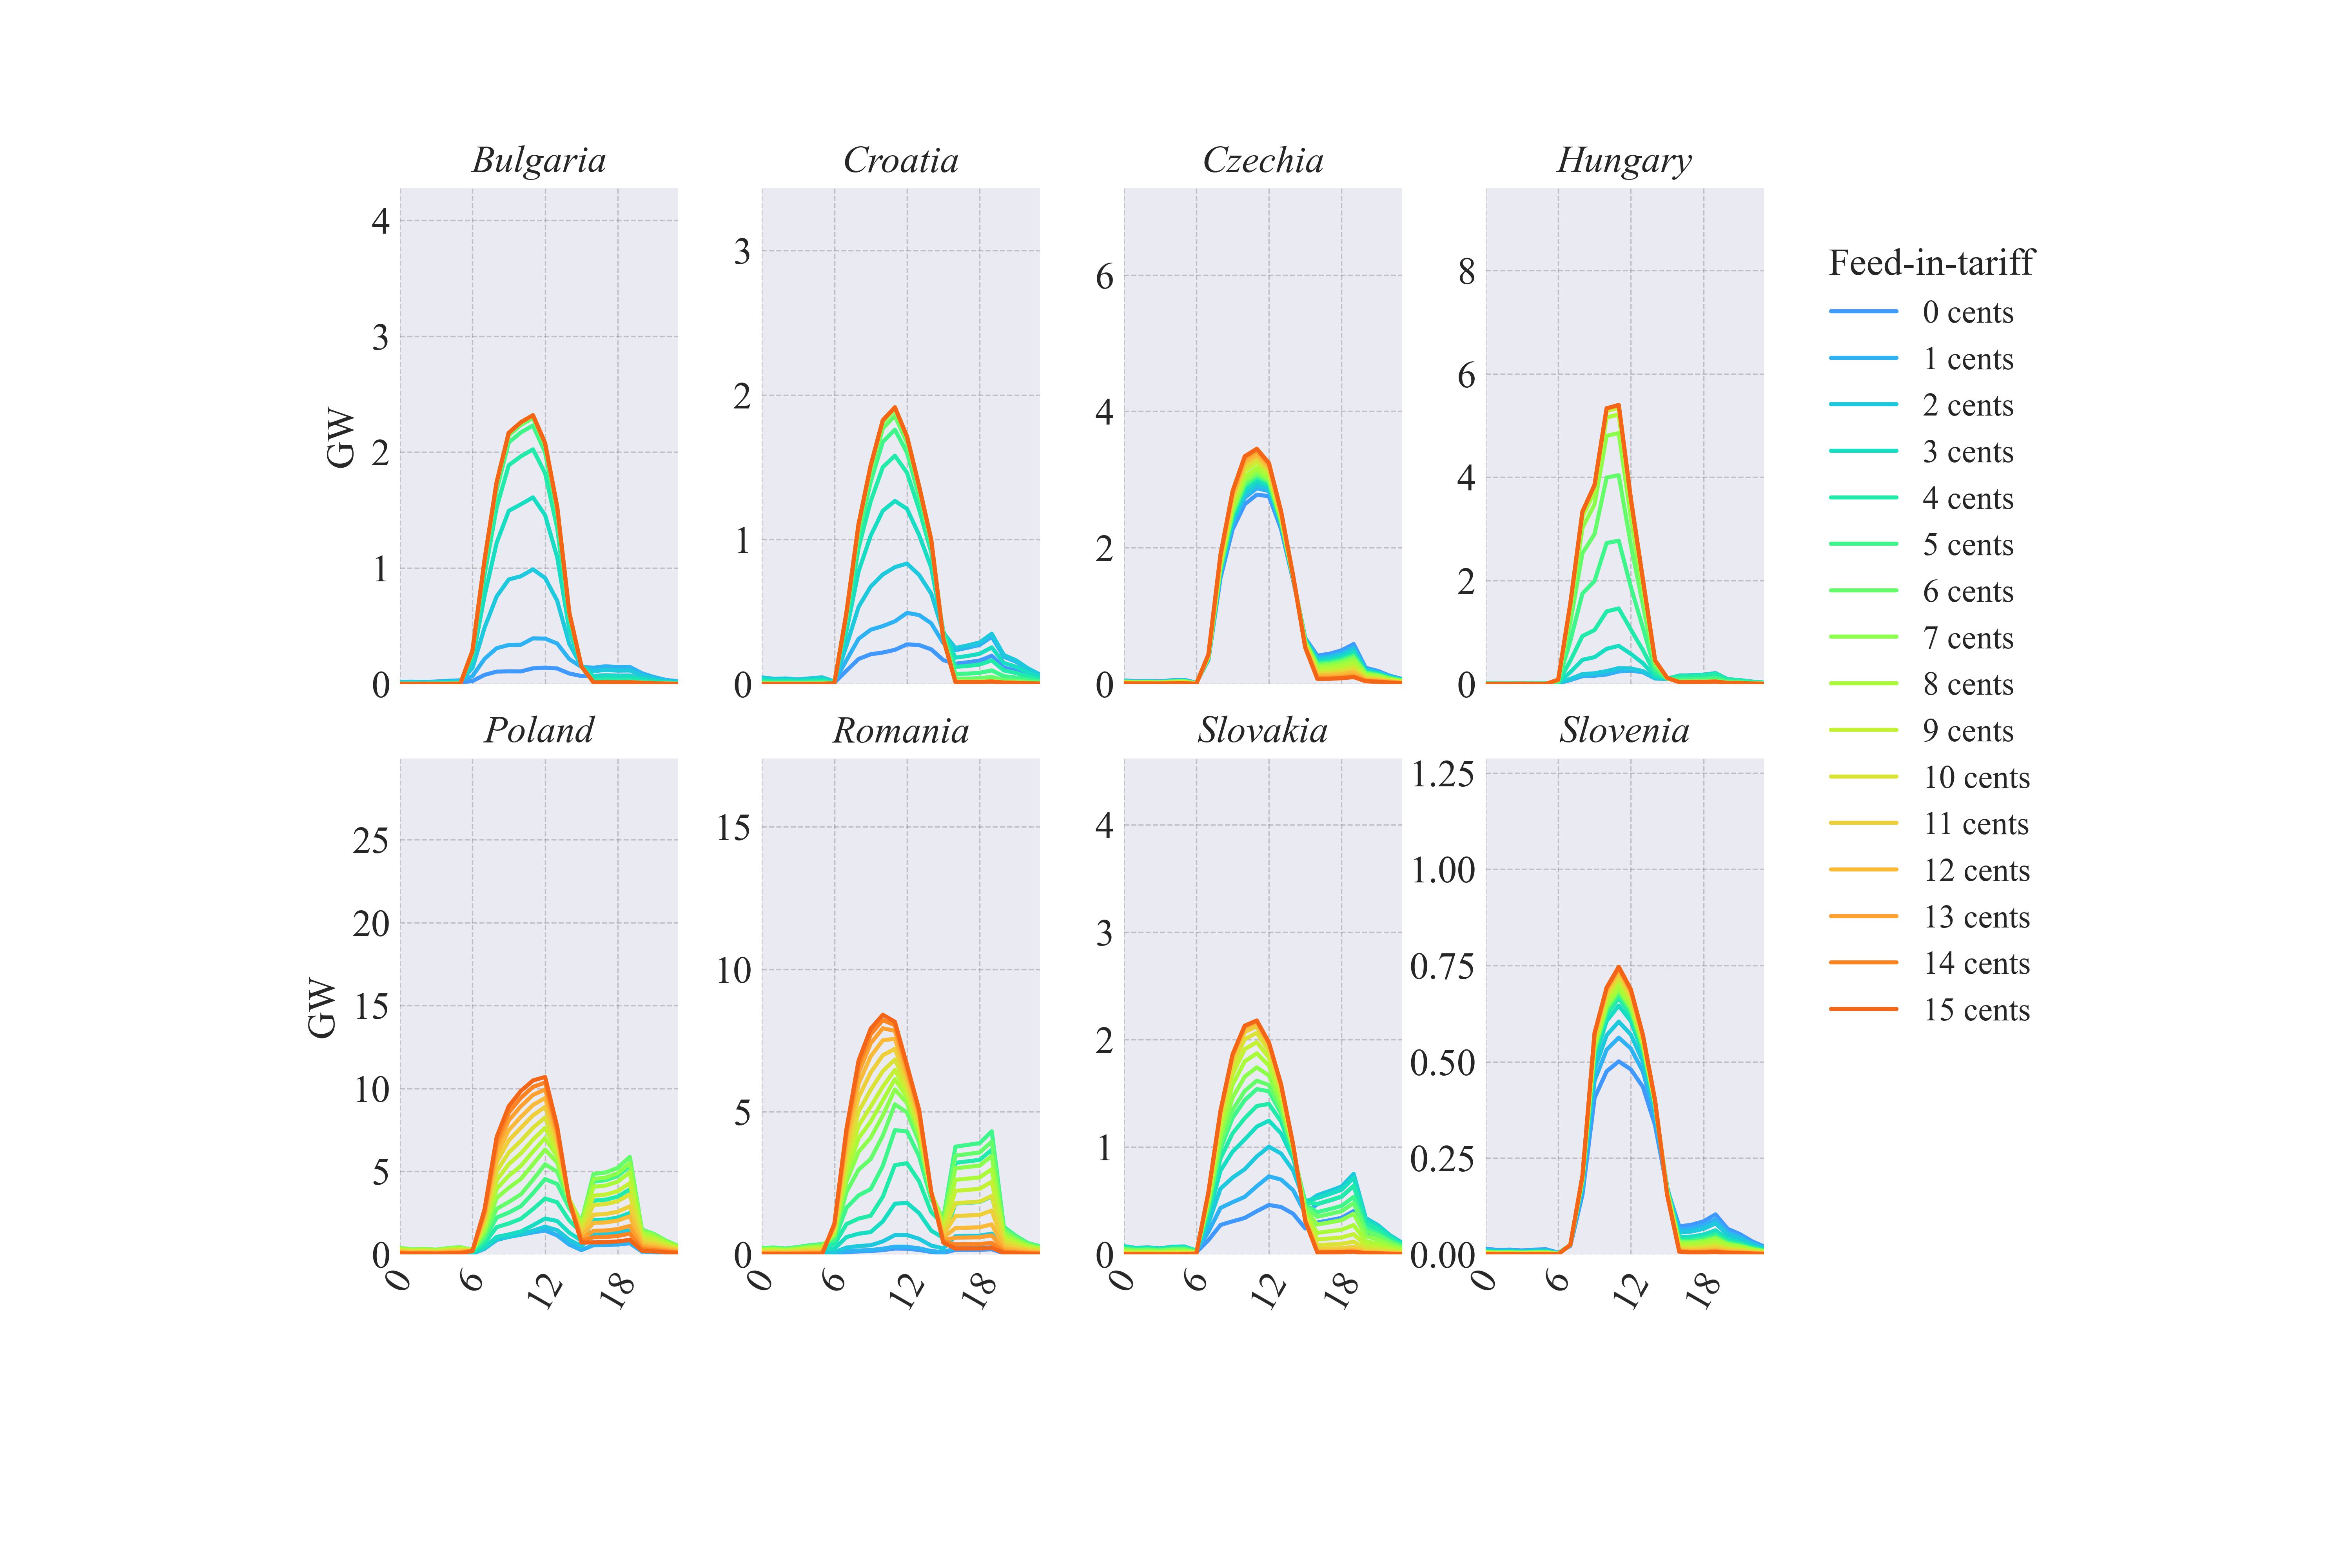 Bulgaria
Croatia
Czechia
Hungary
4
3
2
1
0
GW
3
2
1
0
6
4
2
0
8
6
4
2
0
Poland
Romania
Slovakia
Slovenia
25
20
15
10
5
0
GW
15
10
5
0
4
3
2
1
0
1.25
1.00
0.75
0.50
0.25
0.00
0 6 12 18
0 6 12 18
0 6 12 18
0 6 12 18
Feed-in-tariff
0 cents
1 cents
2 cents
3 cents
4 cents
5 cents
6 cents
7 cents
8 cents
9 cents
10 cents
11 cents
12 cents
13 cents
14 cents
15 cents